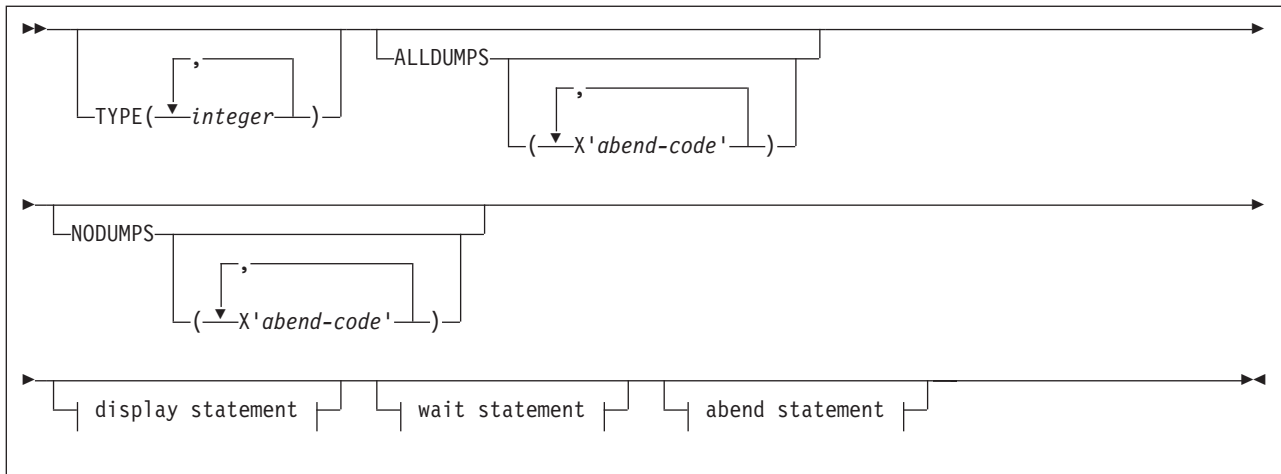 ,
TYPE( integer )
ALLDUMPS
,
( X'abend-code' )
NODUMPS
,
( X'abend-code' )
display statement wait statement abend statement